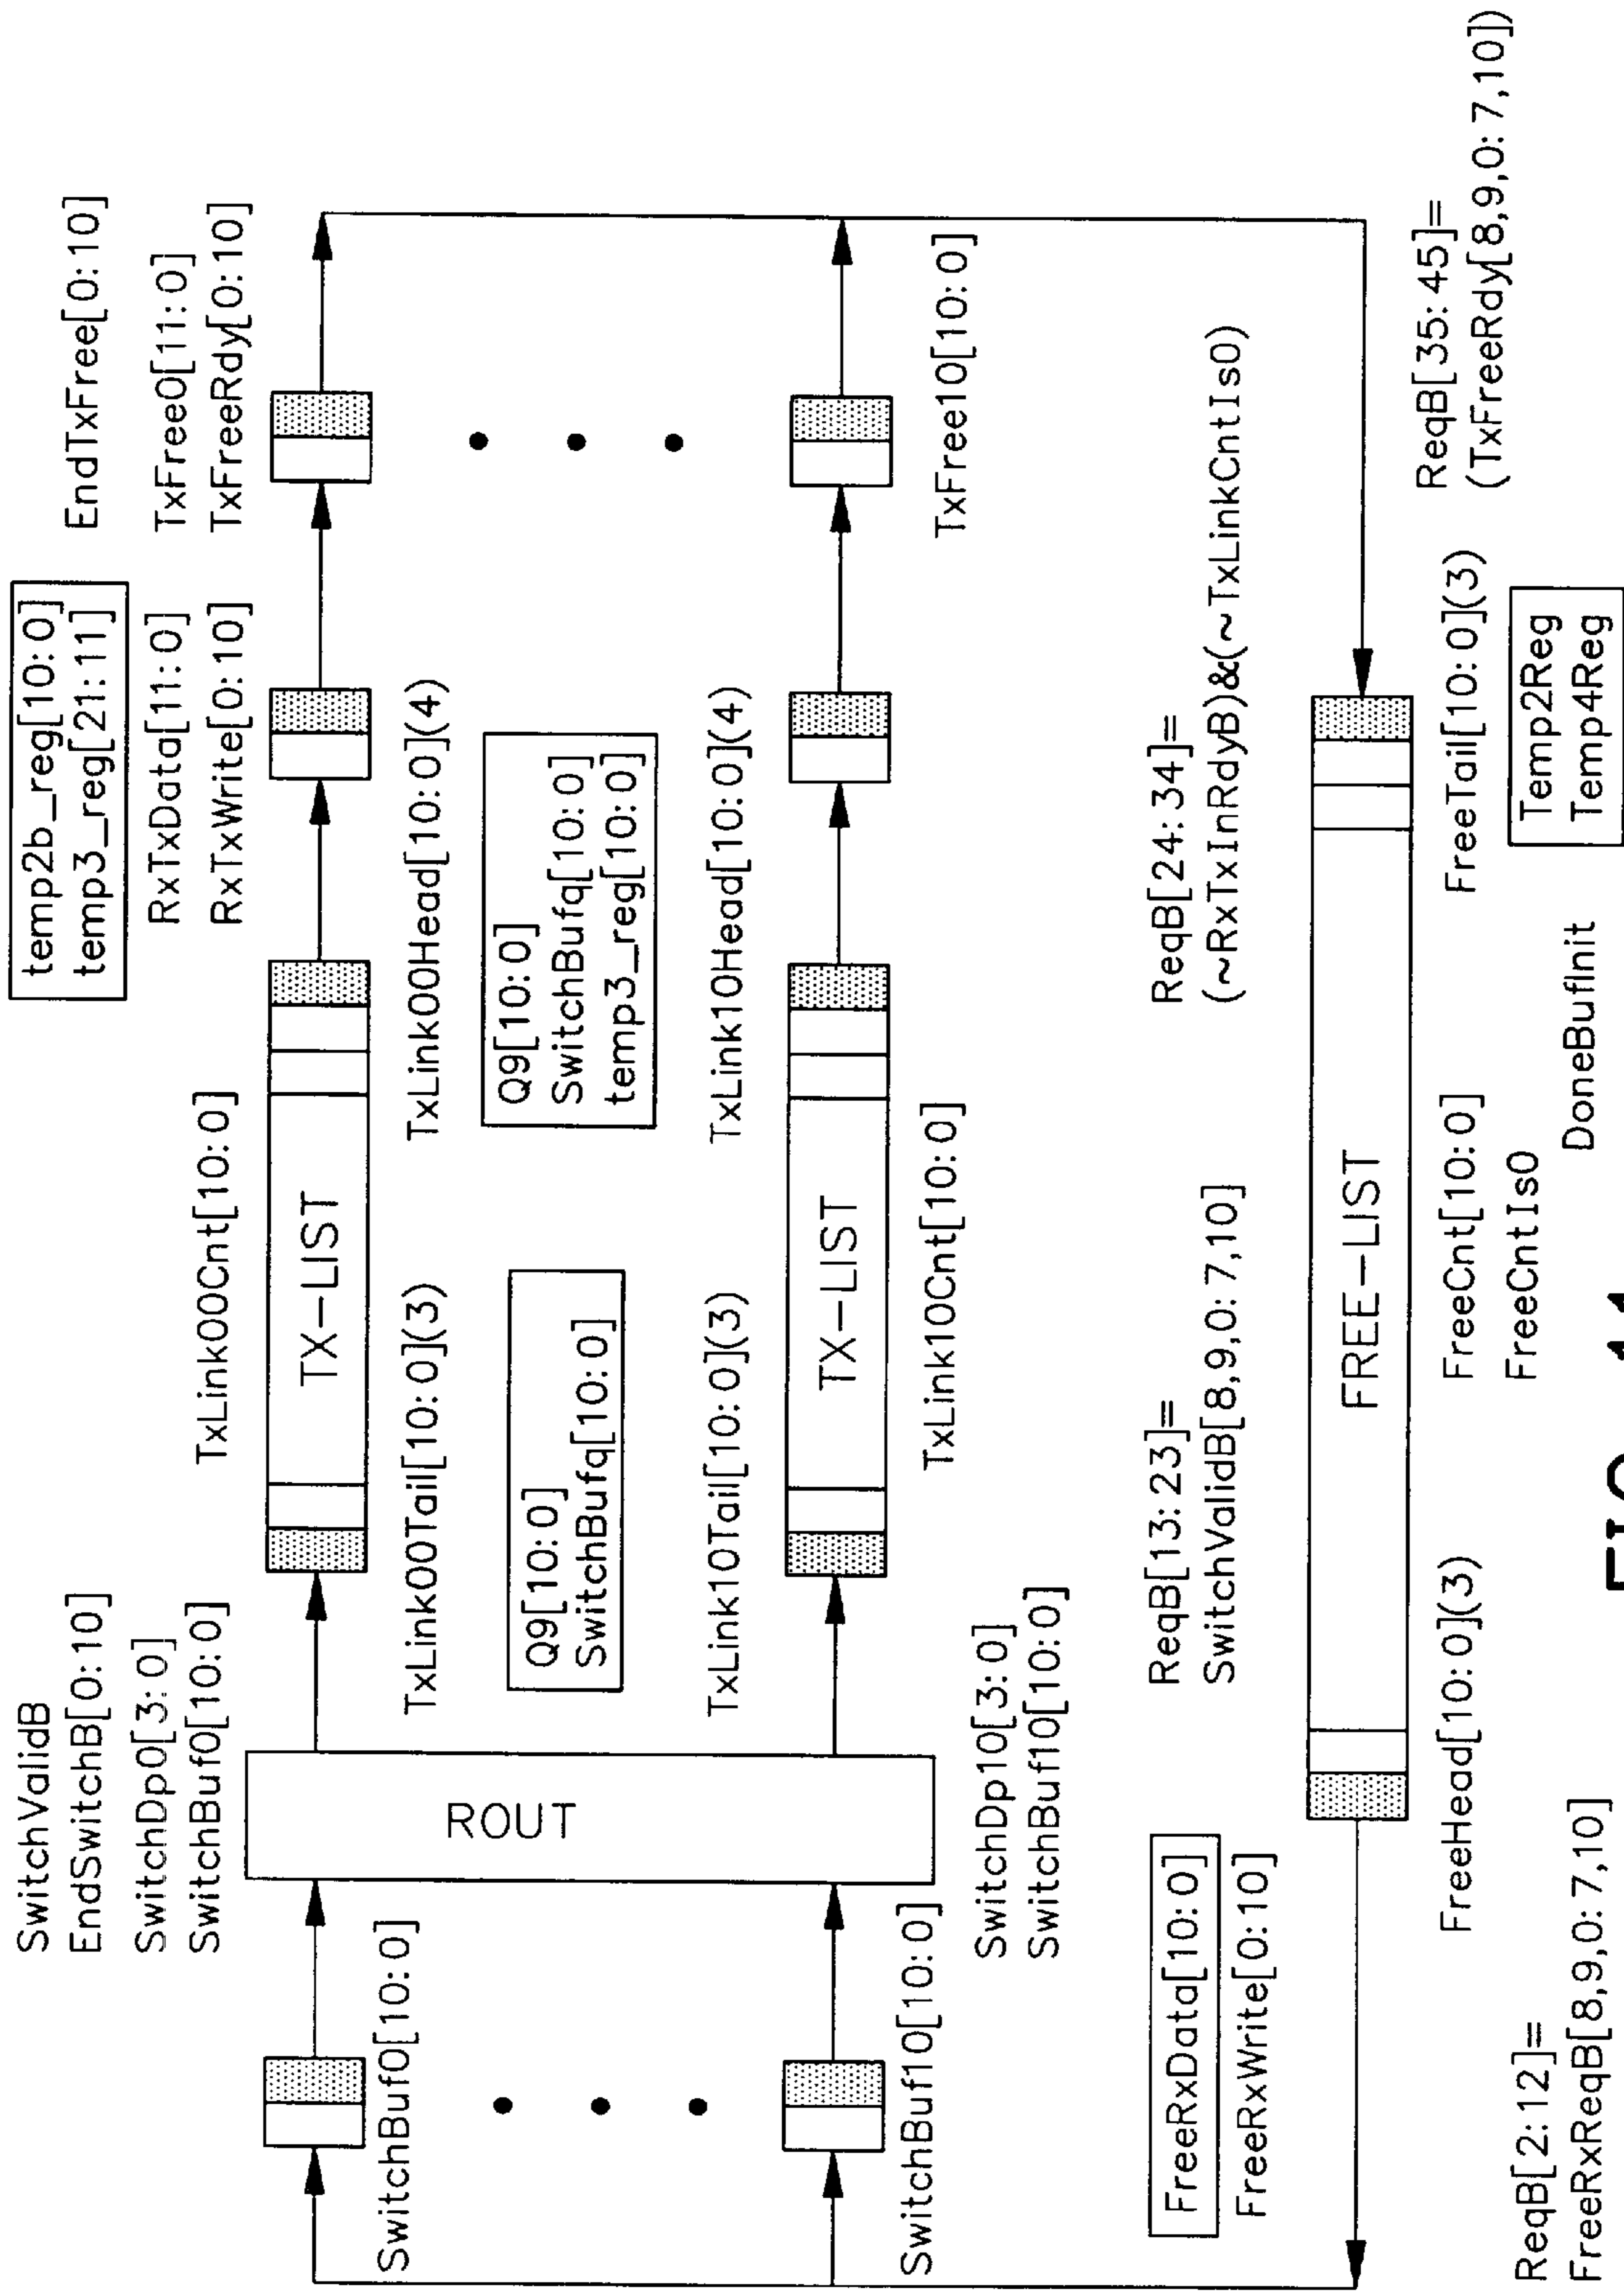 SwitchValidB
EndSwitchB[0:10]
SwitchDp0[3:0]
SwitchBuf0[10:0]
TxLink00Cnt[10:0]
temp2b_reg[10:0]
temp3_reg[21:11]
RxTxData[11:0]
RxTxWrite[0:10]
EndTxFree[0:10]
TxFree0[11:0]
TxFreeRdy[0:10]
SwitchBuf0[10:0]
ROUT
TX-LIST
TxLink00Tail[10:0](3)
TxLink00Head[10:0](4)
Q9[10:0]
SwitchBufq[10:0]
Q9[10:0]
SwitchBufq[10:0]
temp3_reg[10:0]
TxLink10Tail[10:0](3)
TxLink10Head[10:0](4)
TX-LIST
SwitchBuf10[10:0]
SwitchDp10[3:0]
SwitchBuf10[10:0]
TxLink10Cnt[10:0]
TxFree10[10:0]
FreeRxData[10:0]
FreeRxWrite[0:10]
ReqB[13:23]=
SwitchValidB[8,9,0:7,10]
ReqB[24:34]=
(~RxTxInRdyB)&(~TxLinkCntIs0)
FREE-LIST
FreeHead[10:0](3)
FreeCnt[10:0]
FreeCntIs0
FreeTail[10:0](3)
ReqB[35:45]=
(TxFreeRdy[8,9,0:7,10])
ReqB[2:12]=
FreeRxReqB[8,9,0:7,10]
DoneBufInit
Temp2Reg
Temp4Reg